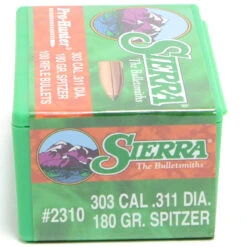 Pro-Hunter
303 CAL. .311 DIA.
180 GR. SPITZER
100 RIFLE BULLETS
SIERRA
The Bulletsmiths
SIERRA
The Bulletsmiths
#2310
303 CAL .311 DIA.
180 GR. SPITZER